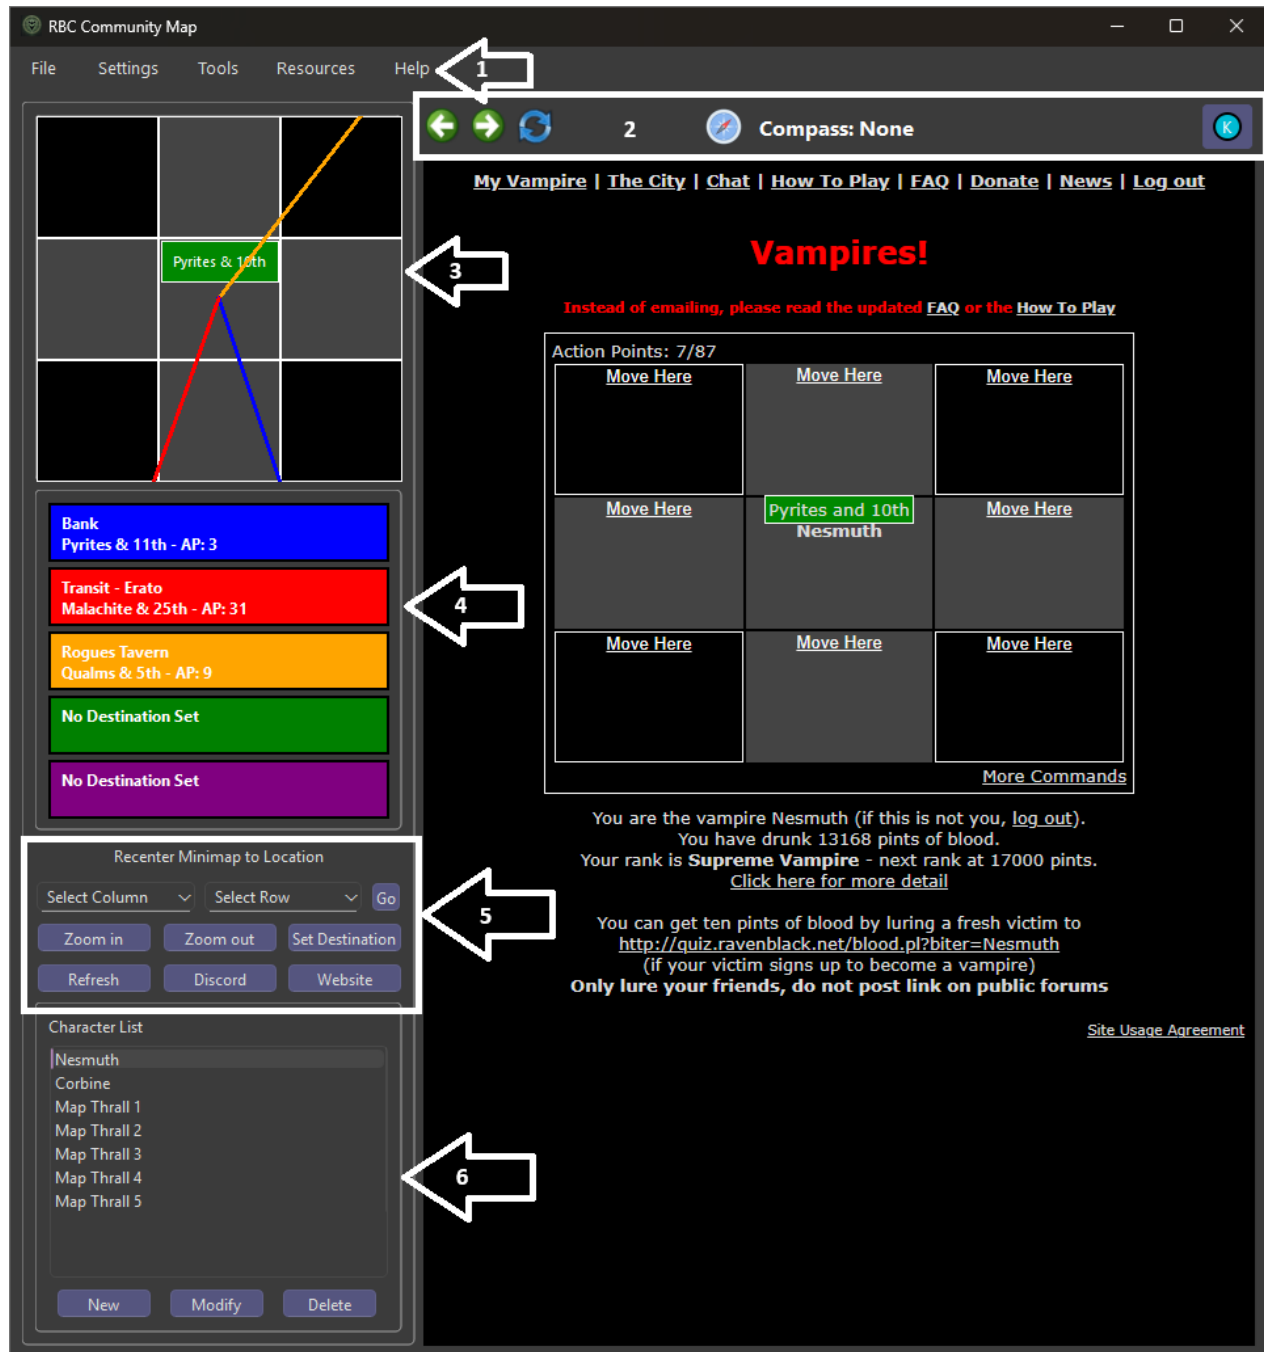 RBC Community Map
File Settings Tools Resources Help
1
2
Compass: None
K
My Vampire | The City | Chat | How To Play | FAQ | Donate | News | Log out
Vampires!
Instead of emailing, please read the updated FAQ or the How To Play
Pyrites & 10th
3
Action Points: 7/87
Move Here Move Here Move Here
Move Here Pyrites and 10th Move Here
Nesmuth
Move Here Move Here Move Here
More Commands
Bank
Pyrites & 11th - AP: 3
Transit - Erato
Malachite & 25th - AP: 31
4
Rogues Tavern
Qualms & 5th - AP: 9
No Destination Set
No Destination Set
You are the vampire Nesmuth (if this is not you, log out).
You have drunk 13168 pints of blood.
Your rank is Supreme Vampire - next rank at 17000 pints.
Click here for more detail
You can get ten pints of blood by luring a fresh victim to
http://quiz.ravenblack.net/blood.pl?biter=Nesmuth
(if your victim signs up to become a vampire)
Only lure your friends, do not post link on public forums
Site Usage Agreement
Recenter Minimap to Location
Select Column Select Row Go
5
Zoom in Zoom out Set Destination
Refresh Discord Website
Character List
Nesmuth
Corbine
Map Thrall 1
Map Thrall 2
Map Thrall 3
Map Thrall 4
Map Thrall 5
6
New Modify Delete